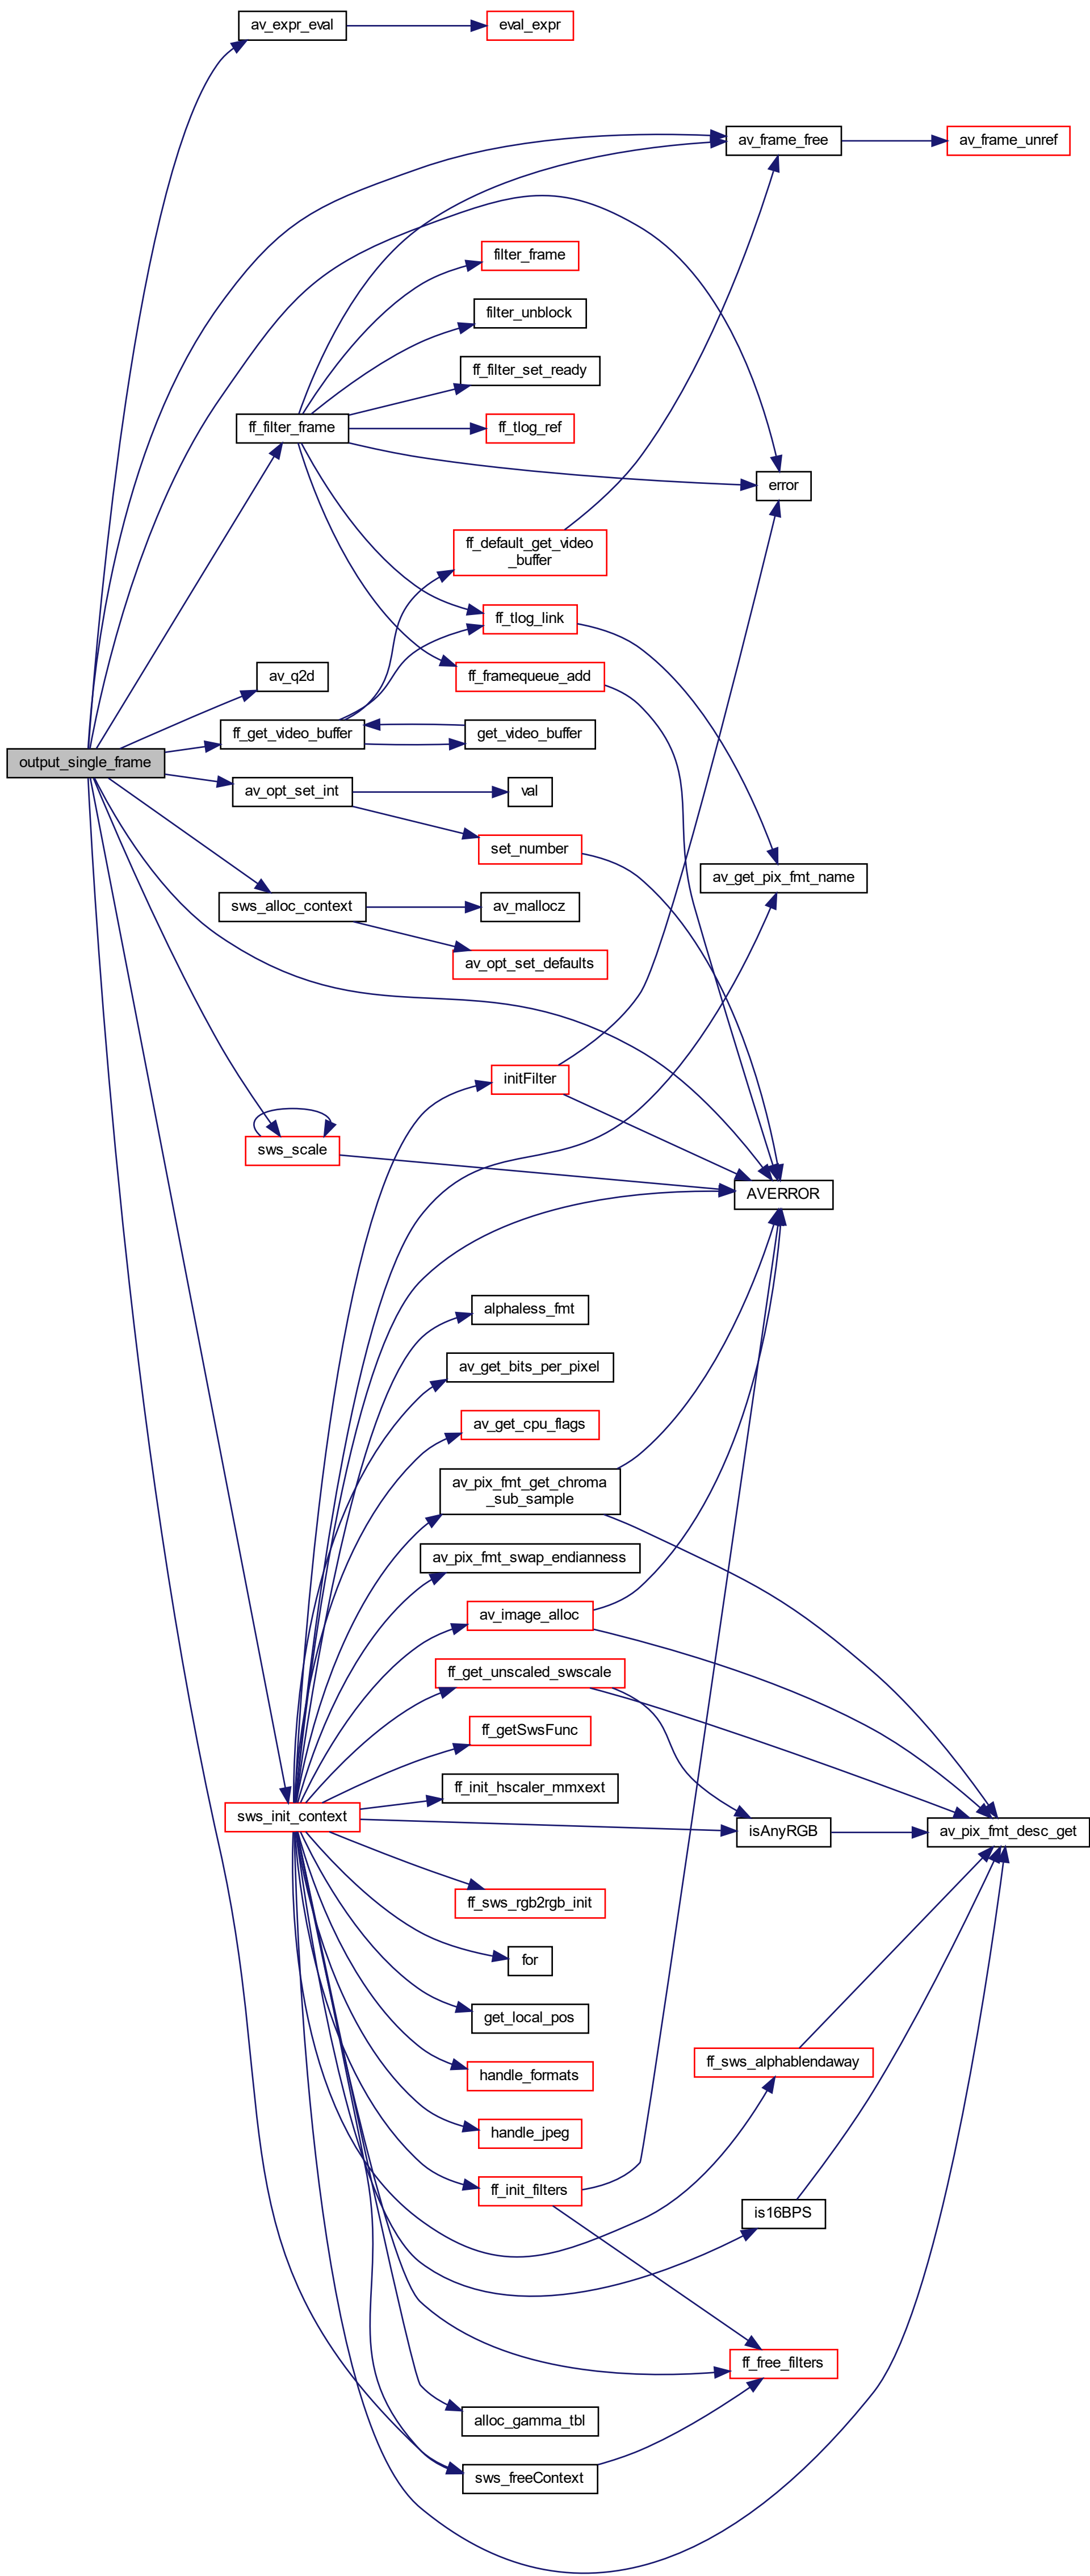 av_expr_eval
eval_expr
av_frame_free
av_frame_unref
filter_frame
filter_unblock
ff_filter_set_ready
ff_filter_frame
ff_tlog_ref
error
ff_default_get_video
_buffer
ff_tlog_link
av_q2d
ff_framequeue_add
ff_get_video_buffer
get_video_buffer
output_single_frame
av_opt_set_int
val
set_number
av_get_pix_fmt_name
sws_alloc_context
av_mallocz
av_opt_set_defaults
initFilter
sws_scale
AVERROR
alphaless_fmt
av_get_bits_per_pixel
av_get_cpu_flags
av_pix_fmt_get_chroma
_sub_sample
av_pix_fmt_swap_endianness
av_image_alloc
ff_get_unscaled_swscale
ff_getSwsFunc
ff_init_hscaler_mmxext
sws_init_context
isAnyRGB
av_pix_fmt_desc_get
ff_sws_rgb2rgb_init
for
get_local_pos
ff_sws_alphablendaway
handle_formats
handle_jpeg
ff_init_filters
is16BPS
ff_free_filters
alloc_gamma_tbl
sws_freeContext